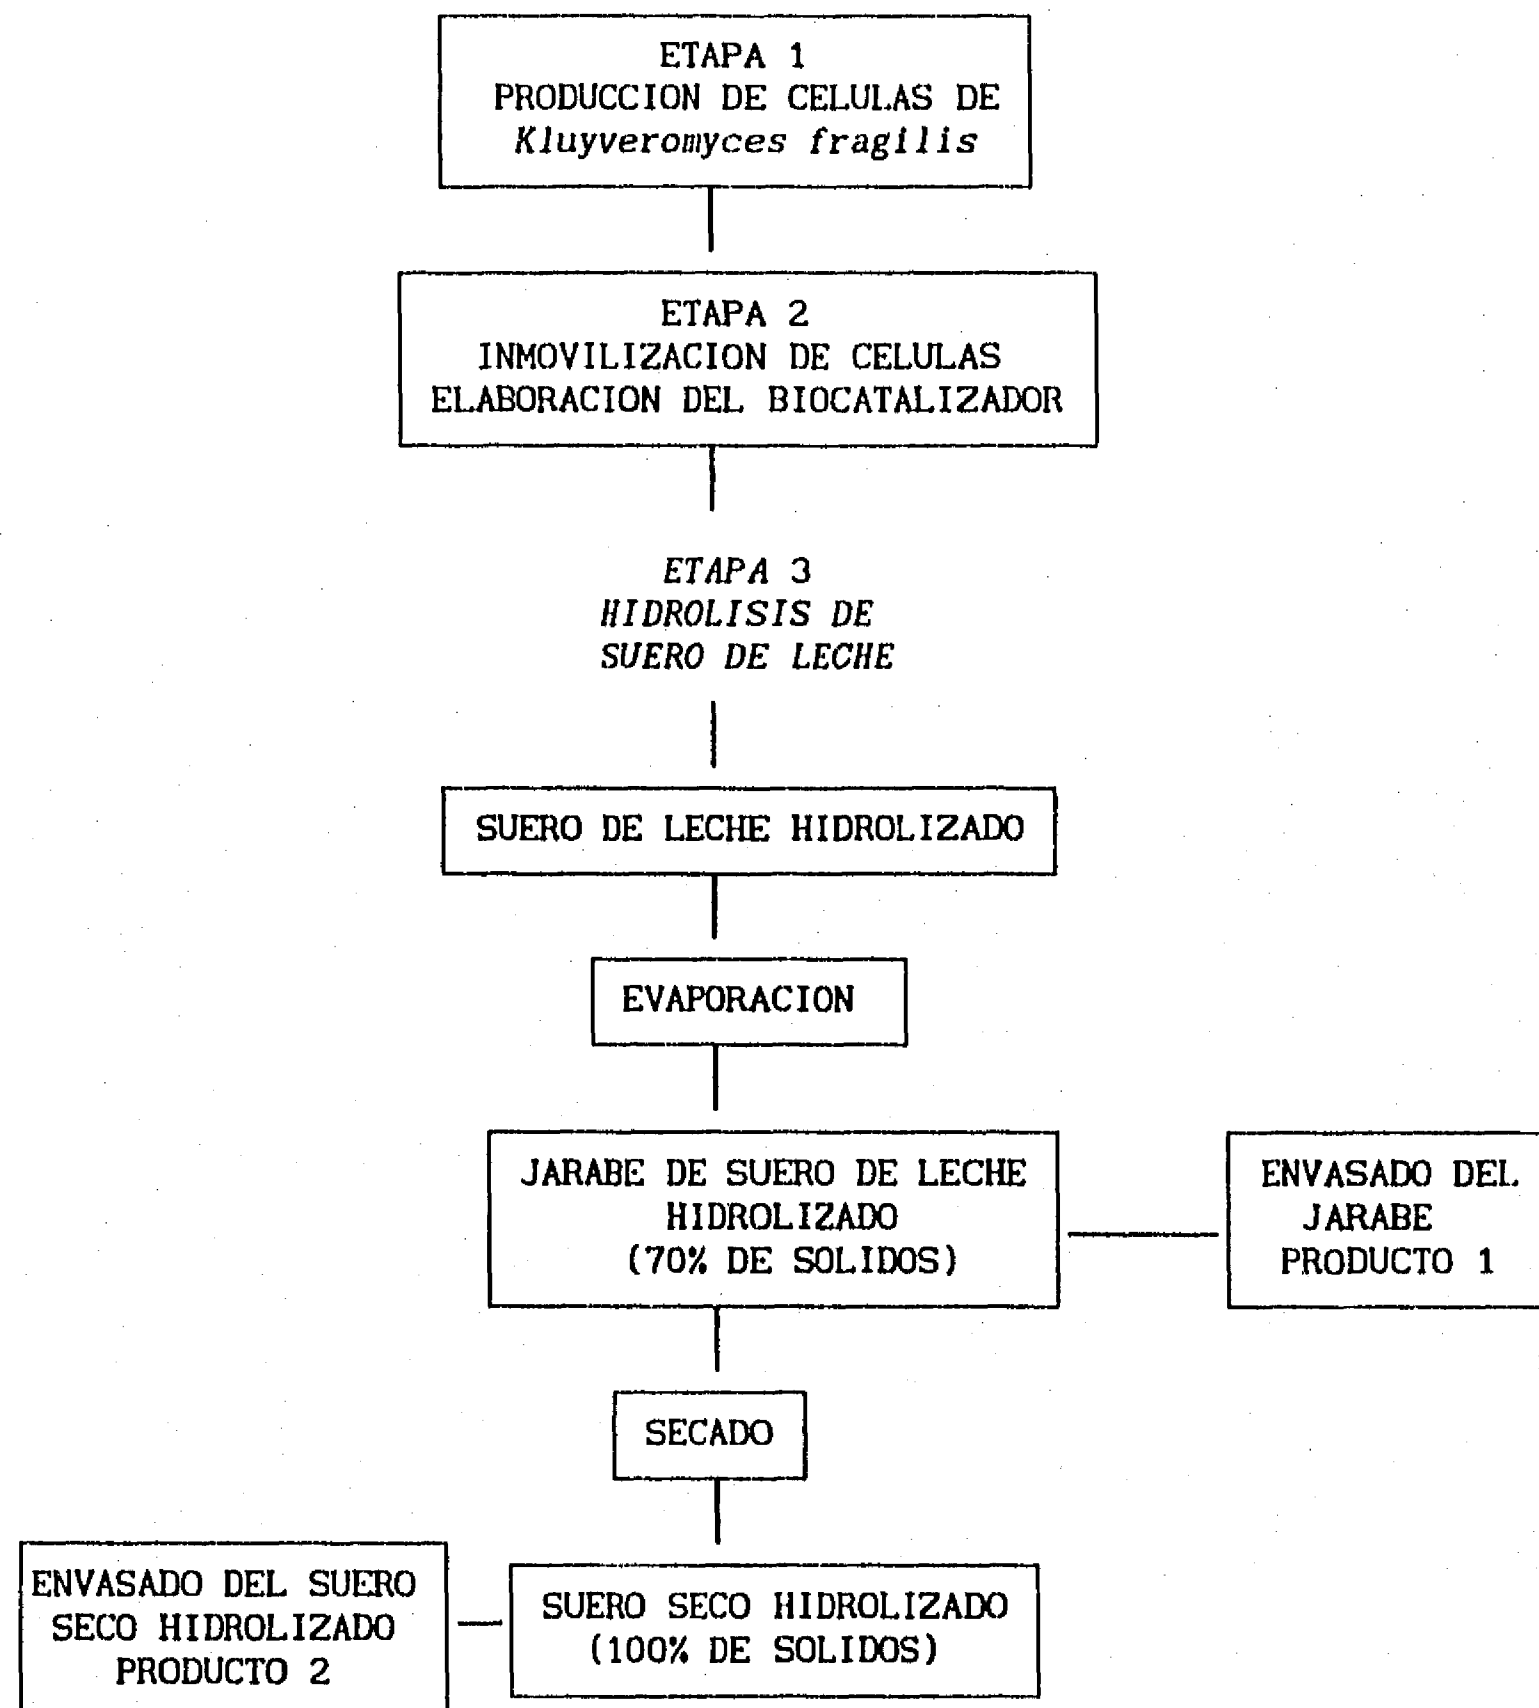 ETAPA 1
PRODUCCION DE CELULAS DE
Kluyveromyces fragilis
ETAPA 2
INMOVILIZACION DE CELULAS
ELABORACION DEL BIOCATALIZADOR
ETAPA 3
HIDROLISIS DE
SUERO DE LECHE
SUERO DE LECHE HIDROLIZADO
EVAPORACION
JARABE DE SUERO DE LECHE
HIDROLIZADO
(70% DE SOLIDOS)
ENVASADO DEL
JARABE
PRODUCTO 1
SECADO
ENVASADO DEL SUERO
SECO HIDROLIZADO
PRODUCTO 2
SUERO SECO HIDROLIZADO
(100% DE SOLIDOS)